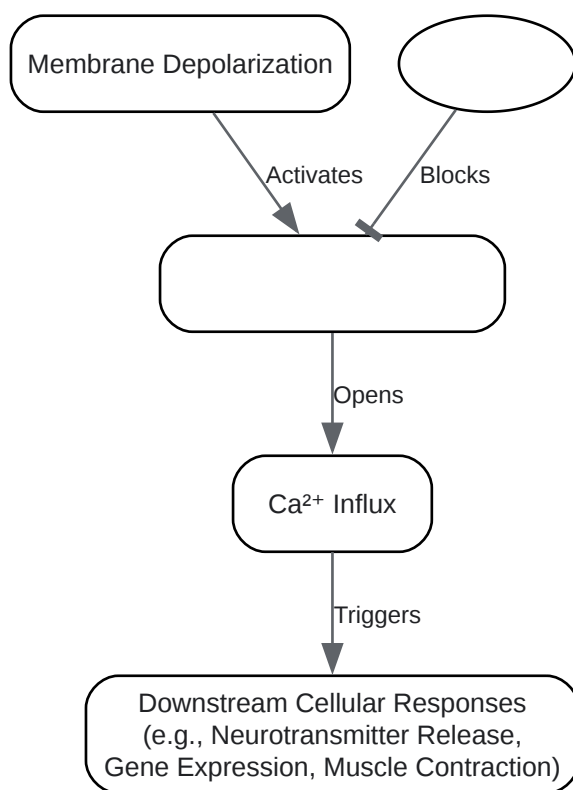 Membrane Depolarization
Activates
Blocks
Opens
Ca²⁺ Influx
Triggers
Downstream Cellular Responses
(e.g., Neurotransmitter Release,
Gene Expression, Muscle Contraction)